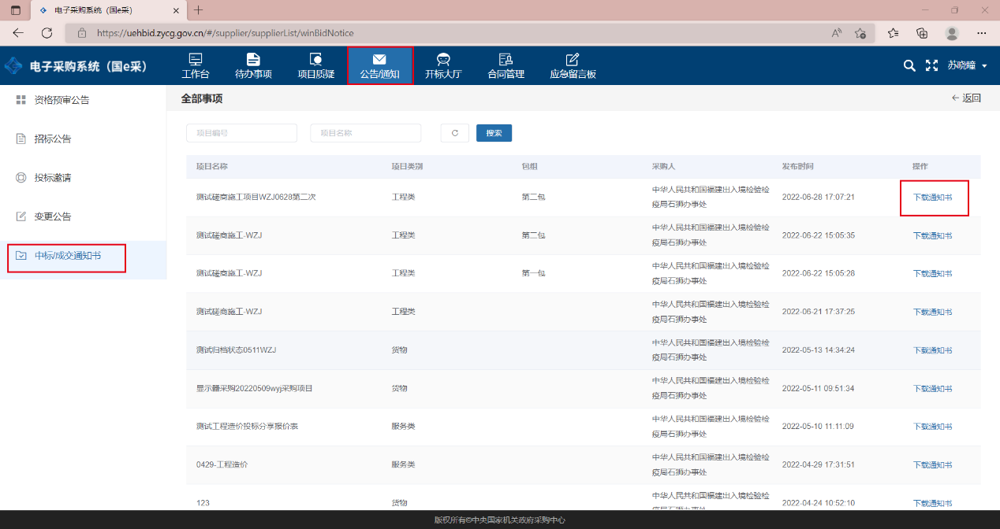 电子采购系统（国e采）
https://uehbid.zycg.gov.cn/#/supplier/supplierList/winBidNotice
电子采购系统（国e采）
工作台
待办事项
项目质疑
公告/通知
开标大厅
合同管理
应急留言板
苏晓瞳
资格预审公告
招标公告
投标邀请
变更公告
中标/成交通知书
全部事项
返回
项目编号
项目名称
搜索
项目名称 项目类别 包组 采购人 发布时间 操作
测试磋商施工项目WZJ0628第二次 工程类 第二包 中华人民共和国福建出入境检验检
疫局石狮办事处 2022-06-28 17:07:21 下载通知书
测试磋商施工-WZJ 工程类 第二包 中华人民共和国福建出入境检验检
疫局石狮办事处 2022-06-22 15:05:35 下载通知书
测试磋商施工-WZJ 工程类 第一包 中华人民共和国福建出入境检验检
疫局石狮办事处 2022-06-22 15:05:28 下载通知书
测试磋商施工-WZJ 工程类 中华人民共和国福建出入境检验检
疫局石狮办事处 2022-06-21 17:37:25 下载通知书
测试归档状态0511WZJ 货物 中华人民共和国福建出入境检验检
疫局石狮办事处 2022-05-13 14:34:24 下载通知书
显示器采购20220509wyj采购项目 货物 中华人民共和国福建出入境检验检
疫局石狮办事处 2022-05-11 09:51:34 下载通知书
测试工程造价投标分享报价表 服务类 中华人民共和国福建出入境检验检
疫局石狮办事处 2022-05-10 11:11:09 下载通知书
0429-工程造价 服务类 中华人民共和国福建出入境检验检
疫局石狮办事处 2022-04-29 17:31:51 下载通知书
123 货物 中华人民共和国福建出入境检验检
疫局石狮办事处 2022-04-24 10:52:10 下载通知书
版权所有©中央国家机关政府采购中心